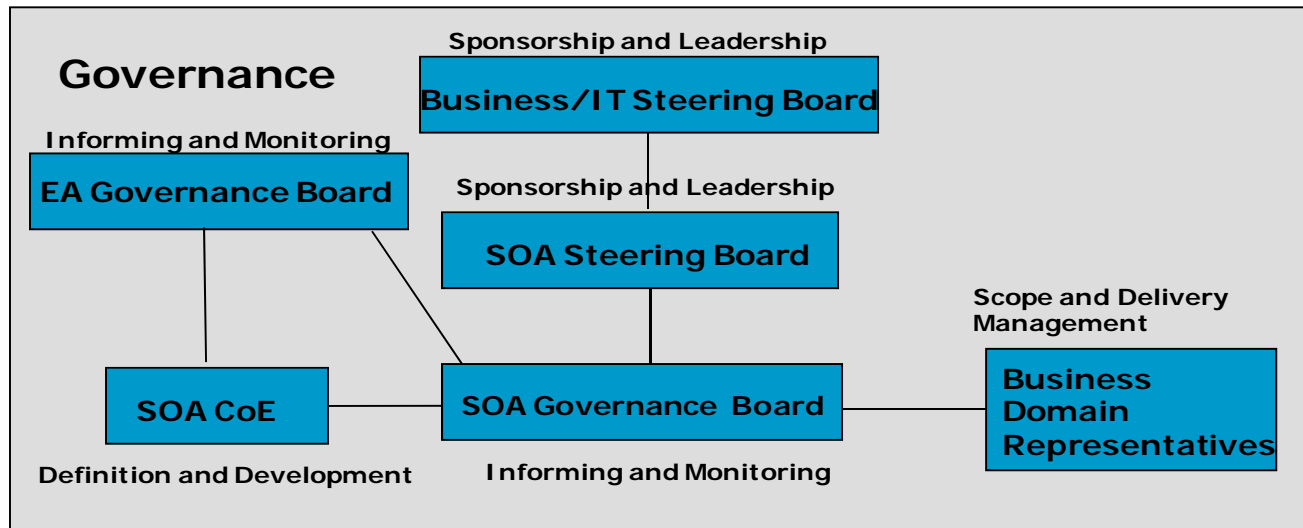 Governance
Sponsorship and Leadership
Business/IT Steering Board
Informing and Monitoring
EA Governance Board
Sponsorship and Leadership
SOA Steering Board
Scope and Delivery
Management
Business
Domain
Representatives
SOA CoE
SOA Governance Board
Definition and Development
Informing and Monitoring